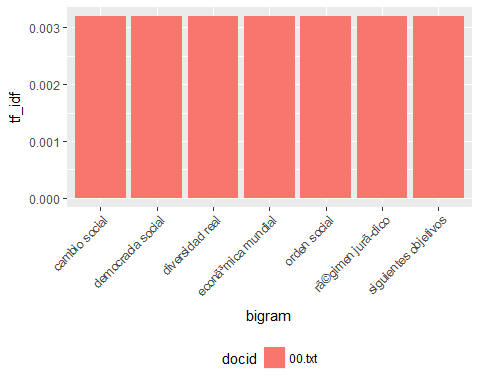 0.003
0.002
0.001
0.000
tf_idf
cambio social
democracia social
diversidad real
econã³mica mundial
orden social
rã©gimen jurã-dico
siguientes objetivos
bigram
docid 00.txt